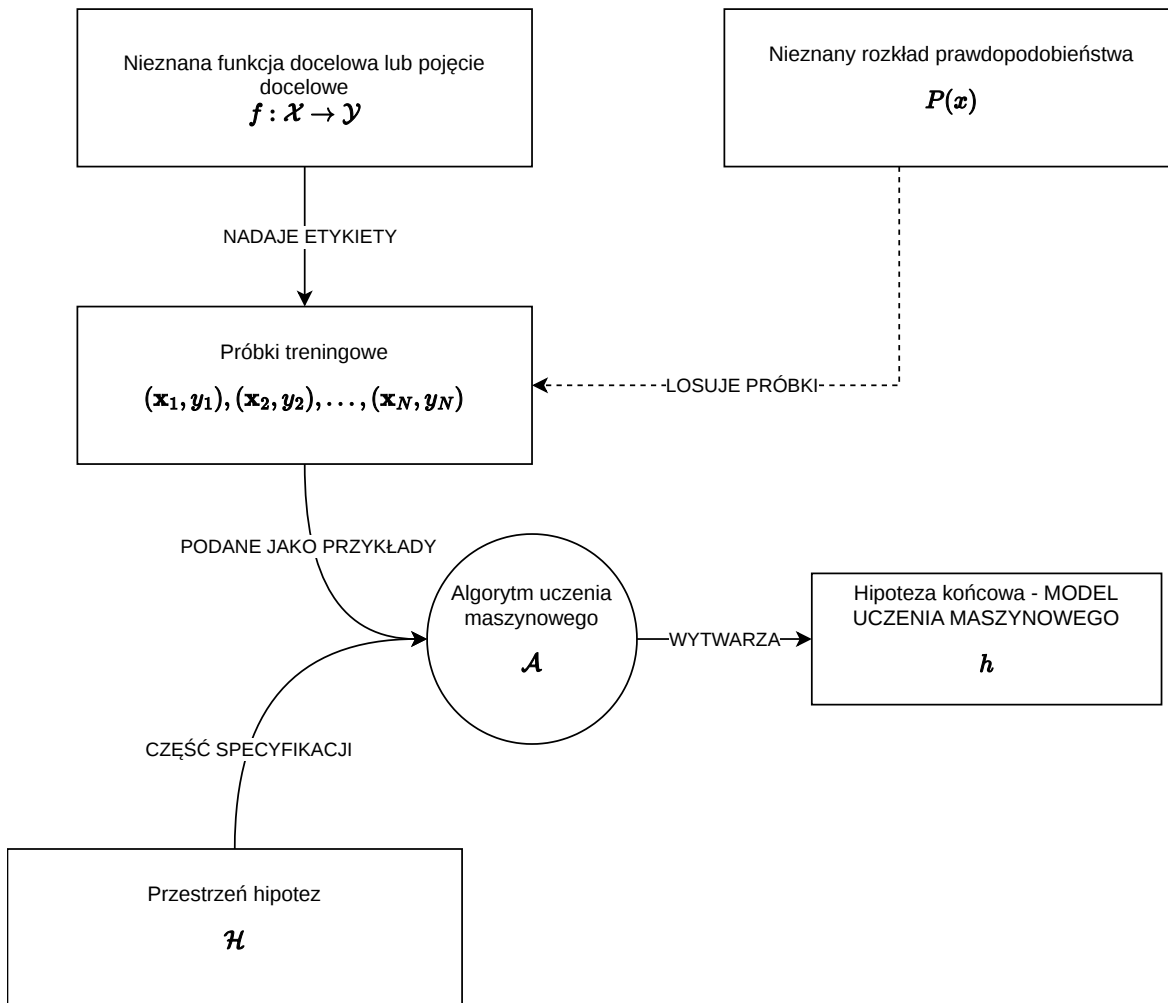 Nieznana funkcja docelowa lub pojęcie
docelowe
f : 𝒳 → 𝒴
Nieznany rozkład prawdopodobieństwa
P(x)
NADAJE ETYKIETY
Próbki treningowe
(𝐱₁, y₁), (𝐱₂, y₂), . . . , (𝐱_N, y_N)
LOSUJE PRÓBKI
PODANE JAKO PRZYKŁADY
Algorytm uczenia
maszynowego
𝒜
WYTWARZA
Hipoteza końcowa - MODEL
UCZENIA MASZYNOWEGO
h
CZĘŚĆ SPECYFIKACJI
Przestrzeń hipotez
ℋ